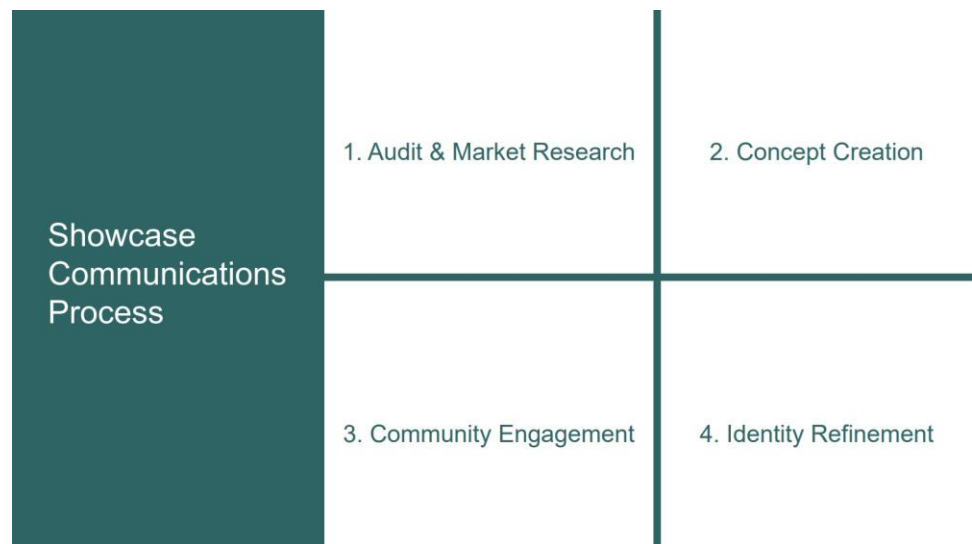 Showcase
Communications
Process
1. Audit & Market Research
2. Concept Creation
3. Community Engagement
4. Identity Refinement